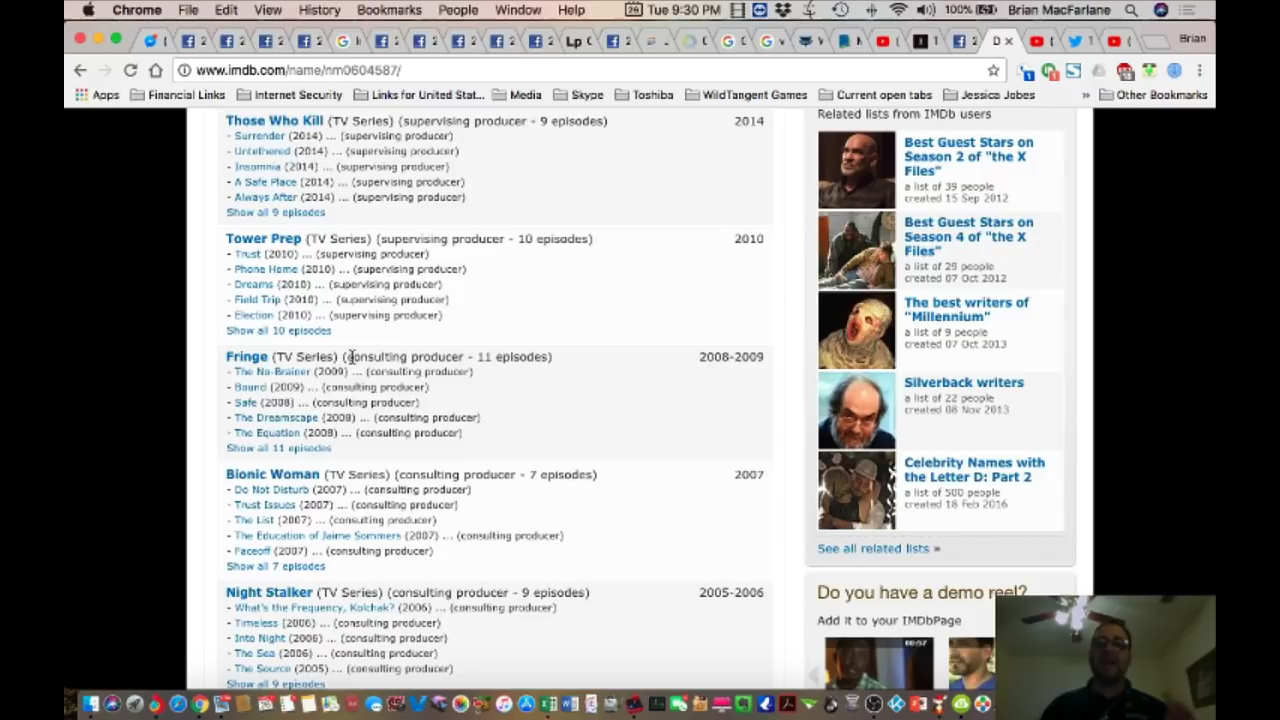 Chrome File Edit View History Bookmarks People Window Help Tue 9:30 PM 100% Brian MacFarlane
Brian
www.imdb.com/name/nm0604587/
Apps Financial Links Internet Security Links for United Stat... Media Skype Toshiba WildTangent Games Current open tabs Jessica Jobes » Other Bookmarks
Those Who Kill (TV Series) (supervising producer - 9 episodes) 2014
- Surrender (2014) ... (supervising producer)
- Untethered (2014) ... (supervising producer)
- Insomnia (2014) ... (supervising producer)
- A Safe Place (2014) ... (supervising producer)
- Always After (2014) ... (supervising producer)
Show all 9 episodes
Tower Prep (TV Series) (supervising producer - 10 episodes) 2010
- Trust (2010) ... (supervising producer)
- Phone Home (2010) ... (supervising producer)
- Dreams (2010) ... (supervising producer)
- Field Trip (2010) ... (supervising producer)
- Election (2010) ... (supervising producer)
Show all 10 episodes
Fringe (TV Series) (consulting producer - 11 episodes) 2008-2009
- The No-Brainer (2009) ... (consulting producer)
- Bound (2009) ... (consulting producer)
- Safe (2008) ... (consulting producer)
- The Dreamscape (2008) ... (consulting producer)
- The Equation (2008) ... (consulting producer)
Show all 11 episodes
Bionic Woman (TV Series) (consulting producer - 7 episodes) 2007
- Do Not Disturb (2007) ... (consulting producer)
- Trust Issues (2007) ... (consulting producer)
- The List (2007) ... (consulting producer)
- The Education of Jaime Sommers (2007) ... (consulting producer)
- Faceoff (2007) ... (consulting producer)
Show all 7 episodes
Night Stalker (TV Series) (consulting producer - 9 episodes) 2005-2006
- What's the Frequency, Kolchak? (2006) ... (consulting producer)
- Timeless (2006) ... (consulting producer)
- Into Night (2006) ... (consulting producer)
- The Sea (2006) ... (consulting producer)
- The Source (2005) ... (consulting producer)
Show all 9 episodes
Related lists from IMDb users
Best Guest Stars on
Season 2 of "the X
Files"
a list of 39 people
created 15 Sep 2012
Best Guest Stars on
Season 4 of "the X
Files"
a list of 29 people
created 07 Oct 2012
The best writers of
"Millennium"
a list of 9 people
created 07 Oct 2013
Silverback writers
a list of 22 people
created 08 Nov 2013
Celebrity Names with
the Letter D: Part 2
a list of 500 people
created 18 Feb 2016
See all related lists »
Do you have a demo reel?
Add it to your IMDbPage